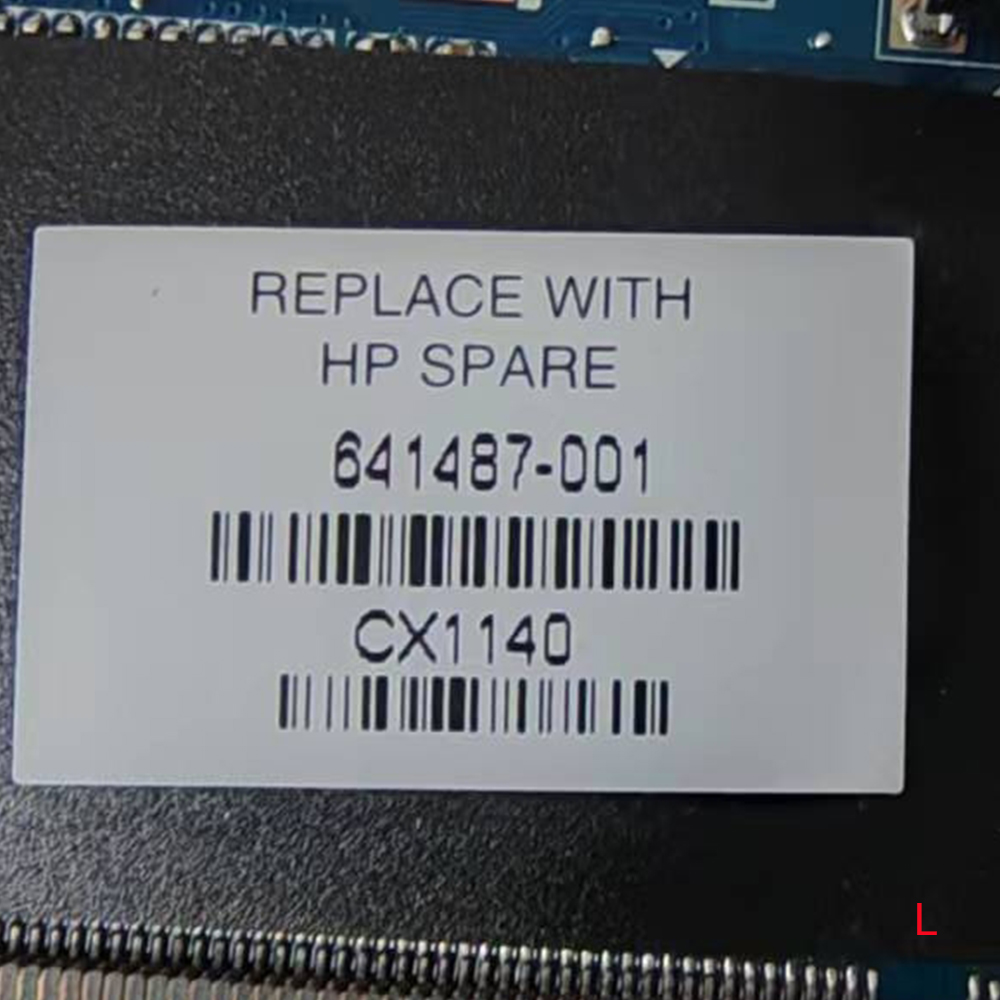 REPLACE WITH
HP SPARE
641487-001
CX1140
L